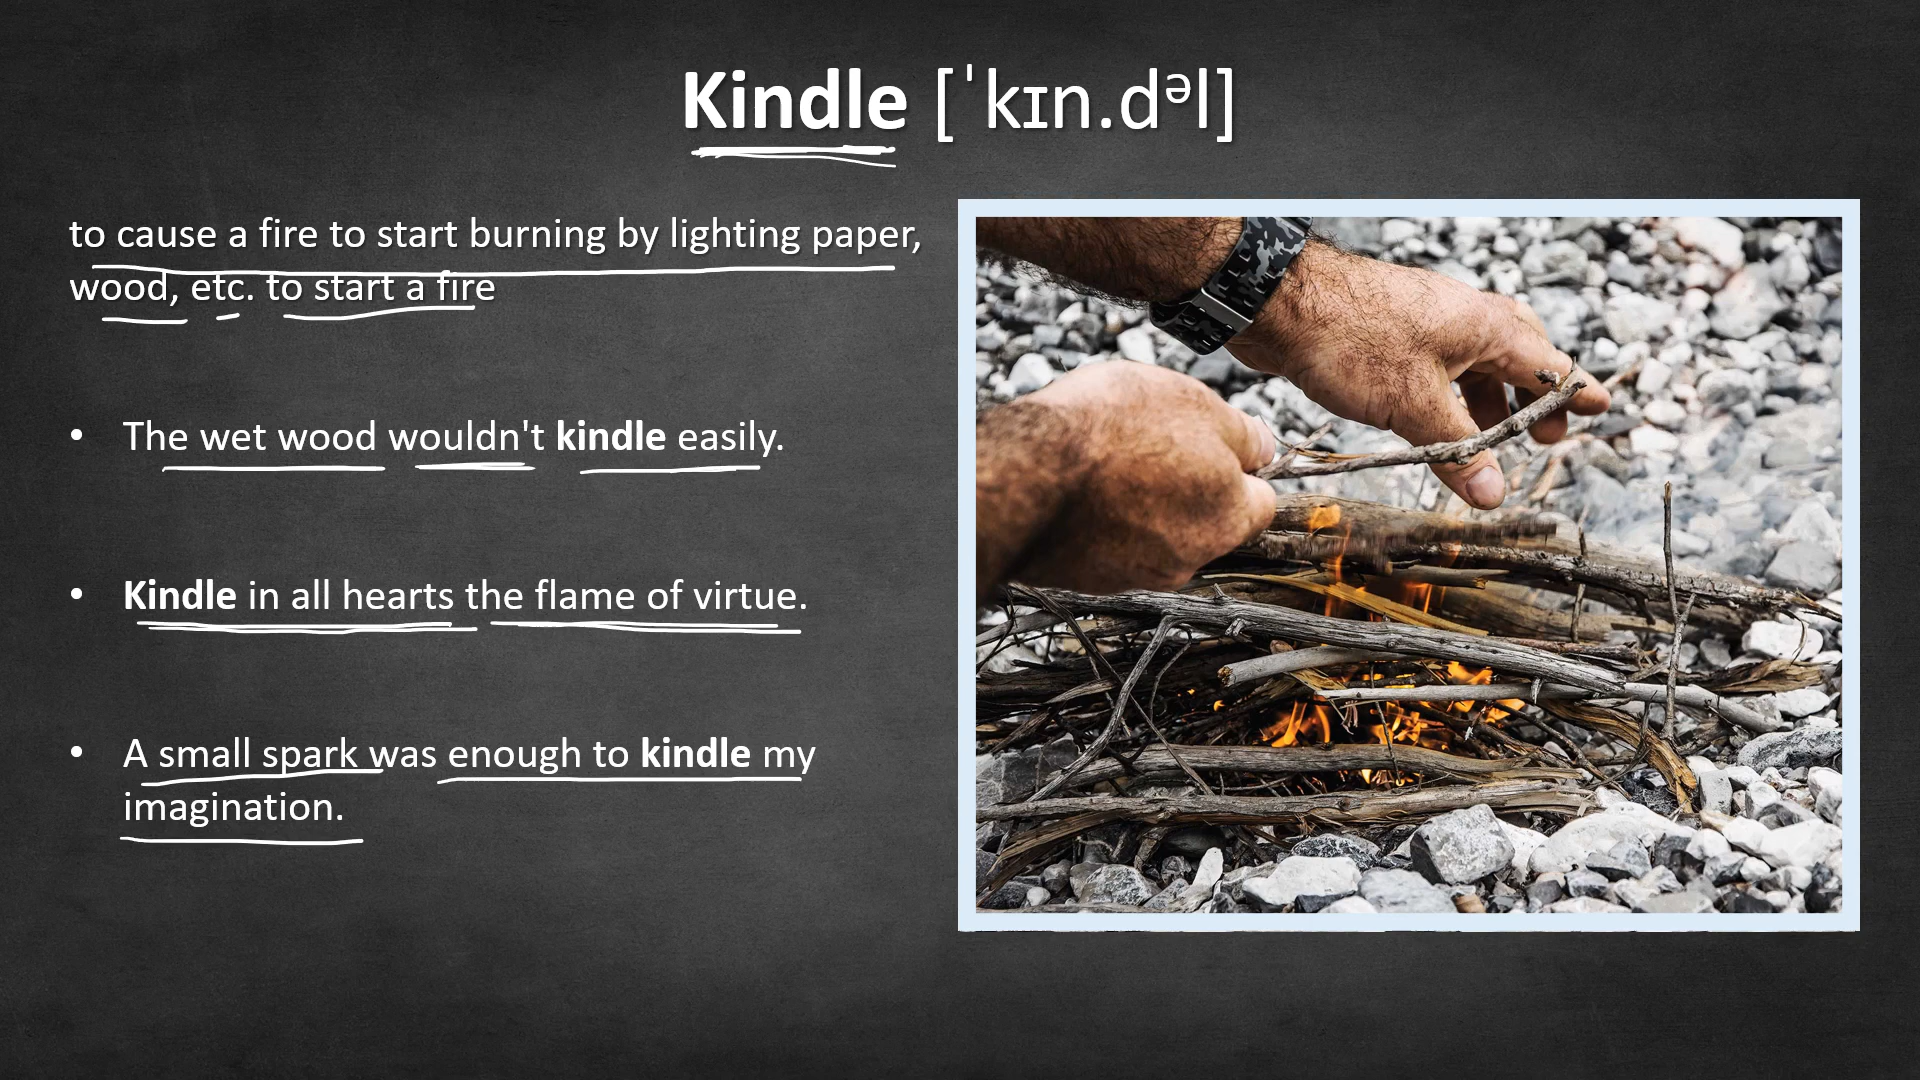 Kindle [ˈkɪn.dᵊl]
to cause a fire to start burning by lighting paper,
wood, etc. to start a fire
• The wet wood wouldn't kindle easily.
• Kindle in all hearts the flame of virtue.
• A small spark was enough to kindle my
imagination.